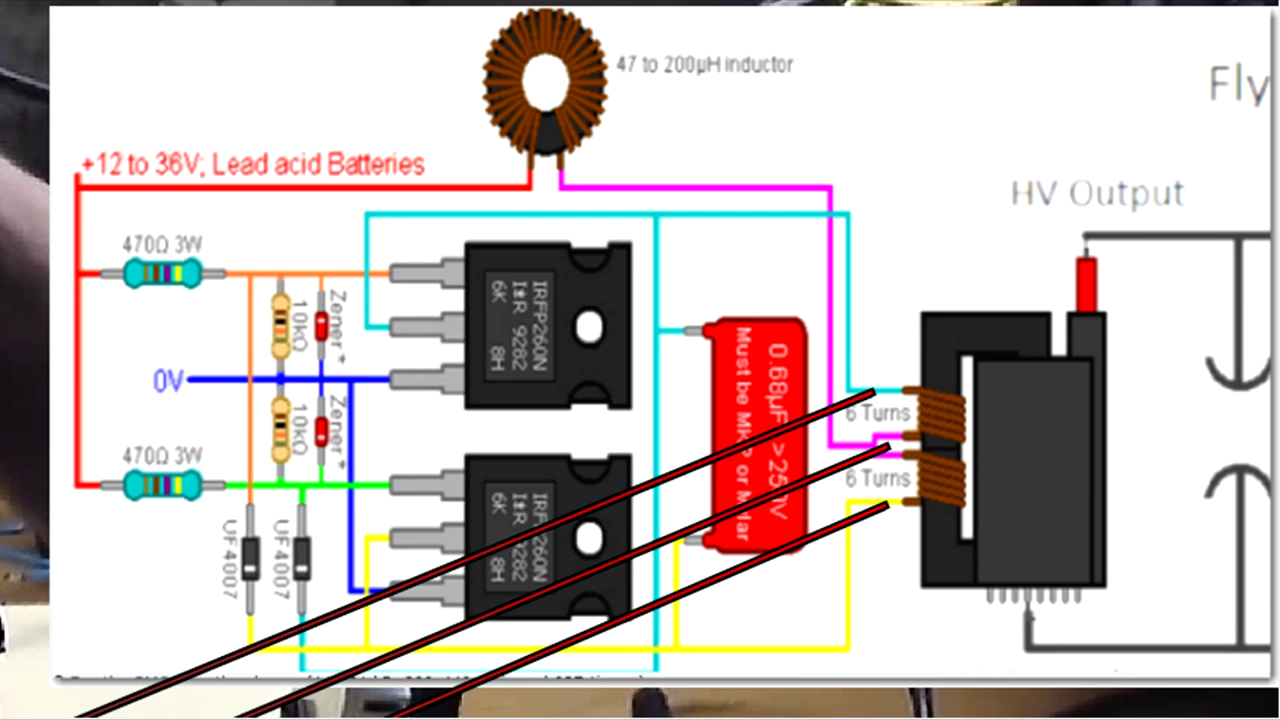 47 to 200µH inductor
Fly
+12 to 36V; Lead acid Batteries
HV Output
470Ω 3W
10kΩ
Zener +
IRFP260N
I±R 9282
6K 8H
0V
0.68µF >250V
Must be MKP or Mylar
6 Turns
10kΩ
Zener +
470Ω 3W
6 Turns
IRFP260N
I±R 9282
6K 8H
UF4007
UF4007